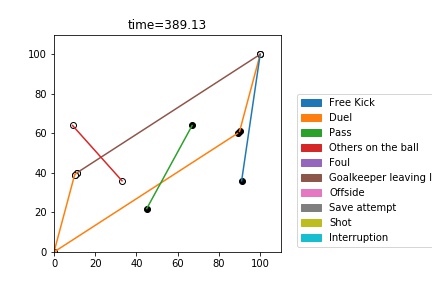 time=389.13
100
80
60
40
20
0
0 20 40 60 80 100
Free Kick
Duel
Pass
Others on the ball
Foul
Goalkeeper leaving l
Offside
Save attempt
Shot
Interruption